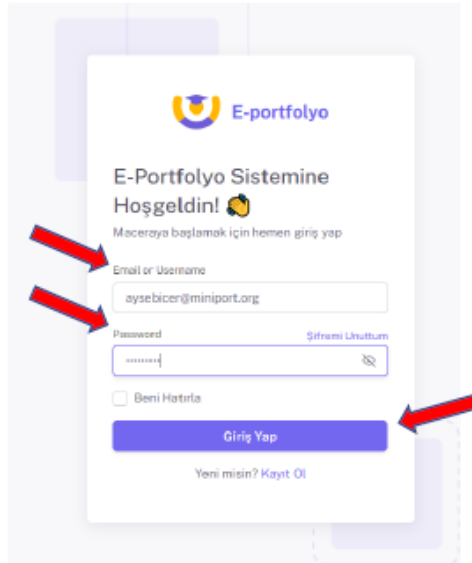 E-portfolyo
E-Portfolyo Sistemine
Hoşgeldin!
Maceraya başlamak için hemen giriş yap
Email or Username
aysebicer@miniport.org
Password
Şifremi Unuttum
Beni Hatırla
Giriş Yap
Yeni misin? Kayıt Ol